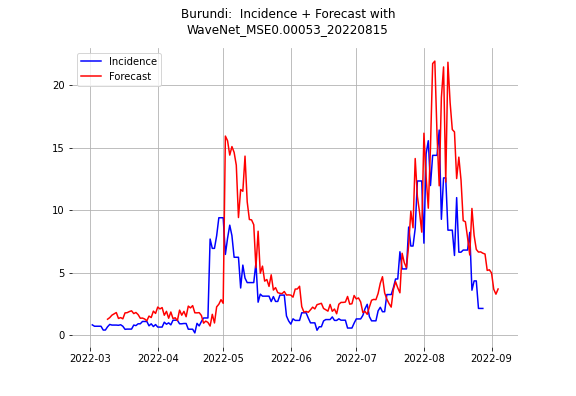 Burundi:  Incidence + Forecast with
WaveNet_MSE0.00053_20220815
Incidence
Forecast
20
15
10
5
0
2022-03 2022-04 2022-05 2022-06 2022-07 2022-08 2022-09